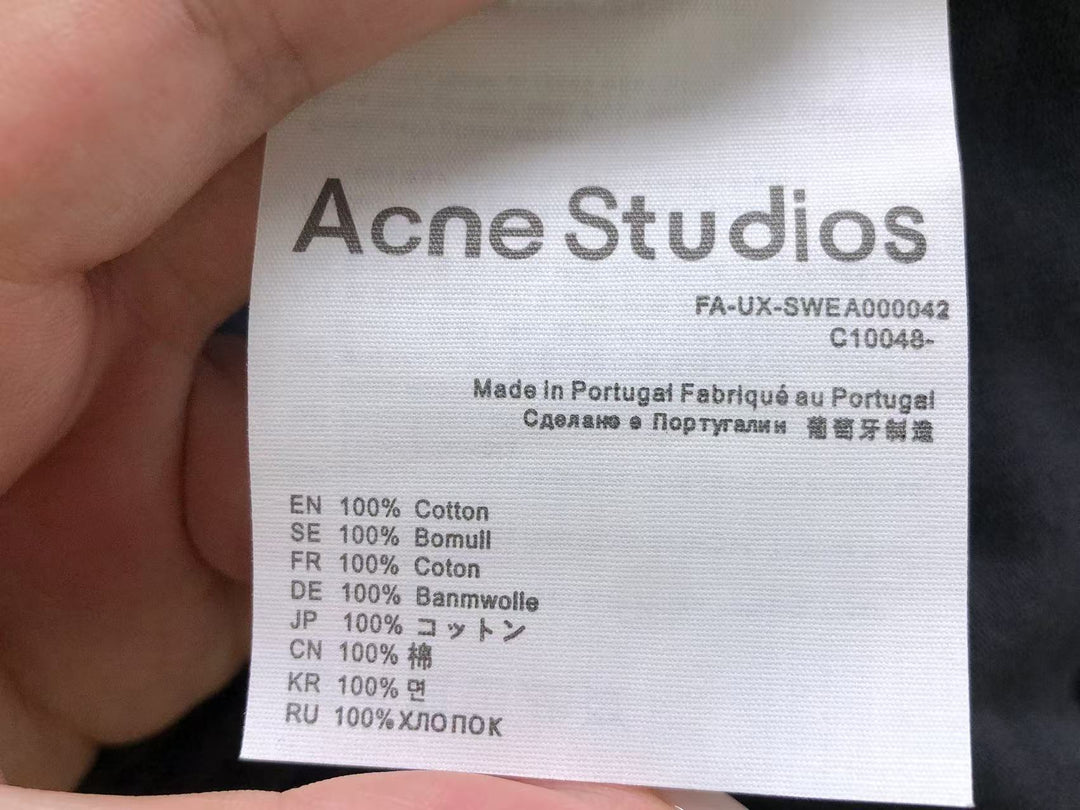 Acne Studios
FA-UX-SWEA000042
C10048-
Made in Portugal Fabriqué au Portugal
Сделано в Португалии 葡萄牙制造
EN 100% Cotton
SE 100% Bomull
FR 100% Coton
DE 100% Banmwolle
JP 100% コットン
CN 100% 棉
KR 100% 면
RU 100% ХЛОПОК